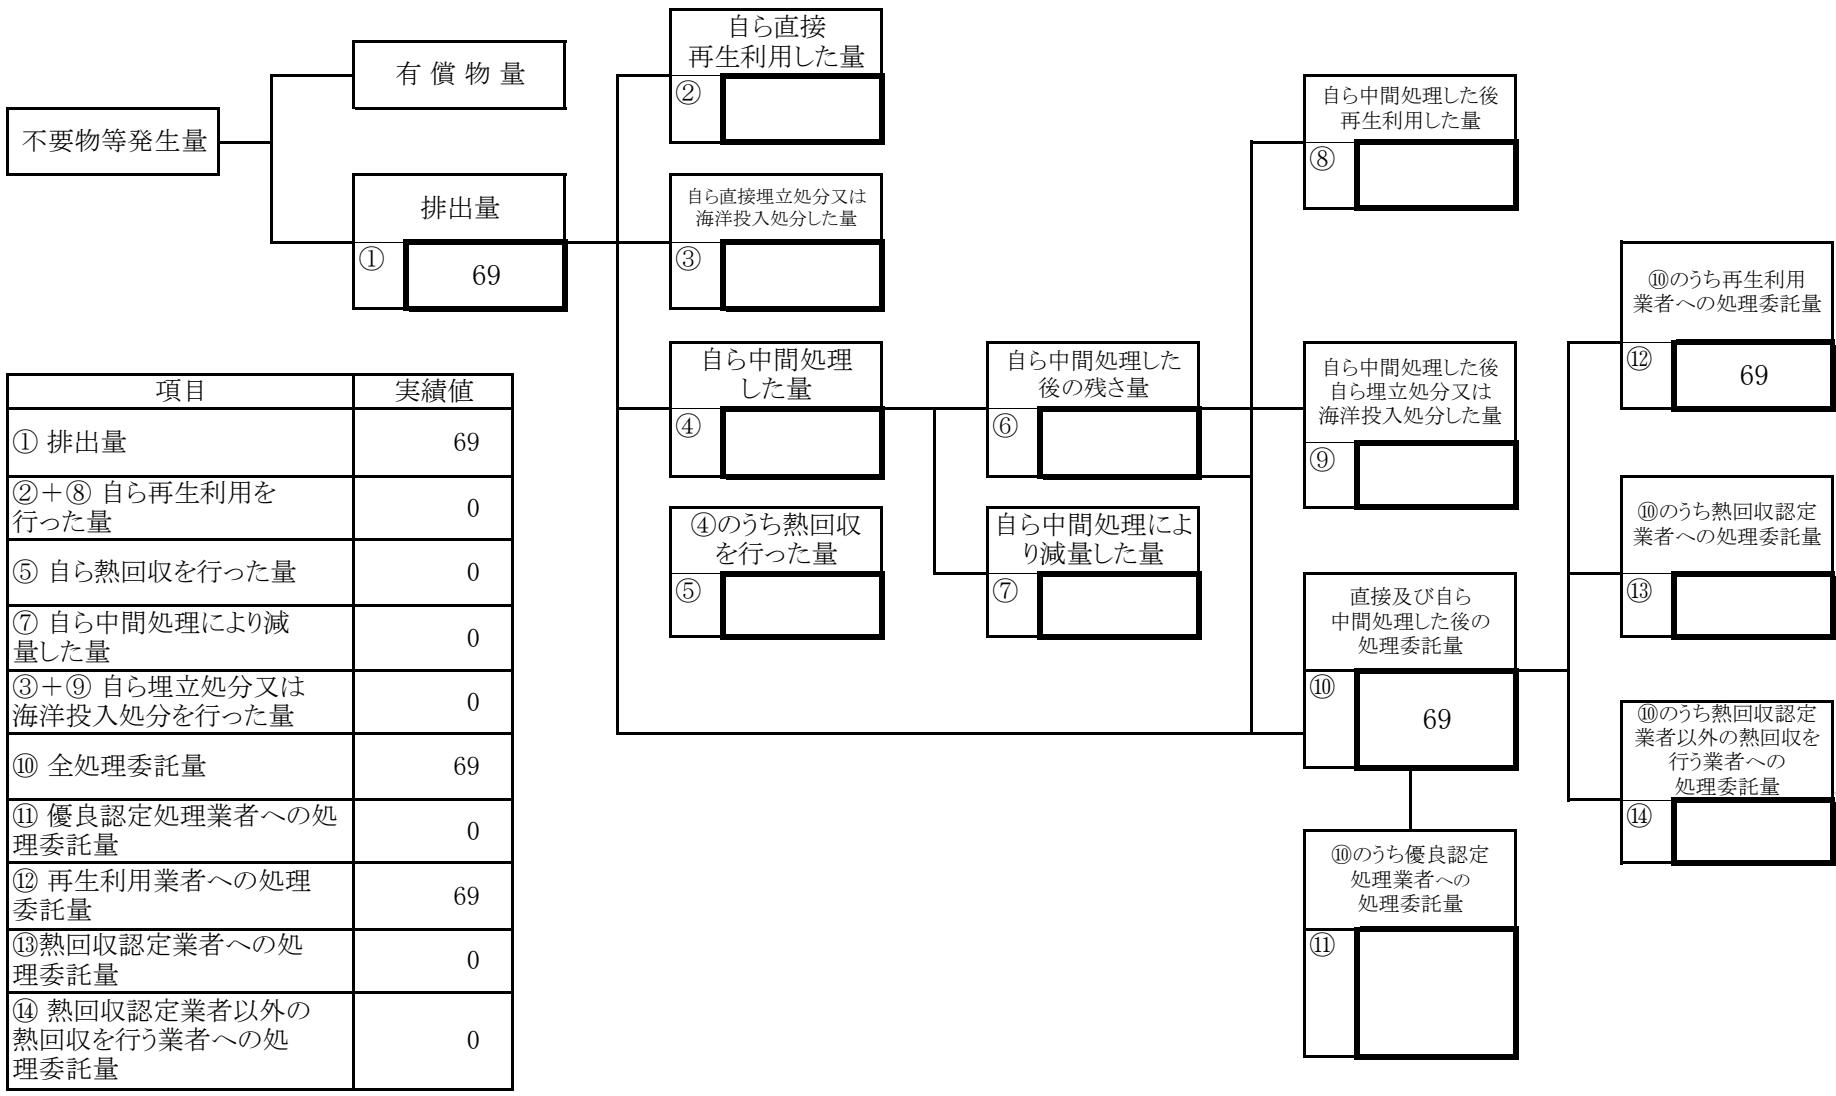 不要物等発生量
有 償 物 量
排出量
①
69
自ら直接
再生利用した量
②
自ら直接埋立処分又は
海洋投入処分した量
③
自ら中間処理
した量
④
④のうち熱回収
を行った量
⑤
自ら中間処理した
後の残さ量
⑥
自ら中間処理によ
り減量した量
⑦
自ら中間処理した後
再生利用した量
⑧
自ら中間処理した後
自ら埋立処分又は
海洋投入処分した量
⑨
直接及び自ら
中間処理した後の
処理委託量
⑩
69
⑩のうち優良認定
処理業者への
処理委託量
⑪
⑩のうち再生利用
業者への処理委託量
⑫
69
⑩のうち熱回収認定
業者への処理委託量
⑬
⑩のうち熱回収認定
業者以外の熱回収を
行う業者への
処理委託量
⑭
項目 実績値
① 排出量 69
②+⑧ 自ら再生利用を
行った量 0
⑤ 自ら熱回収を行った量 0
⑦ 自ら中間処理により減
量した量 0
③+⑨ 自ら埋立処分又は
海洋投入処分を行った量 0
⑩ 全処理委託量 69
⑪ 優良認定処理業者への処
理委託量 0
⑫ 再生利用業者への処理
委託量 69
⑬熱回収認定業者への処
理委託量 0
⑭ 熱回収認定業者以外の
熱回収を行う業者への処
理委託量 0